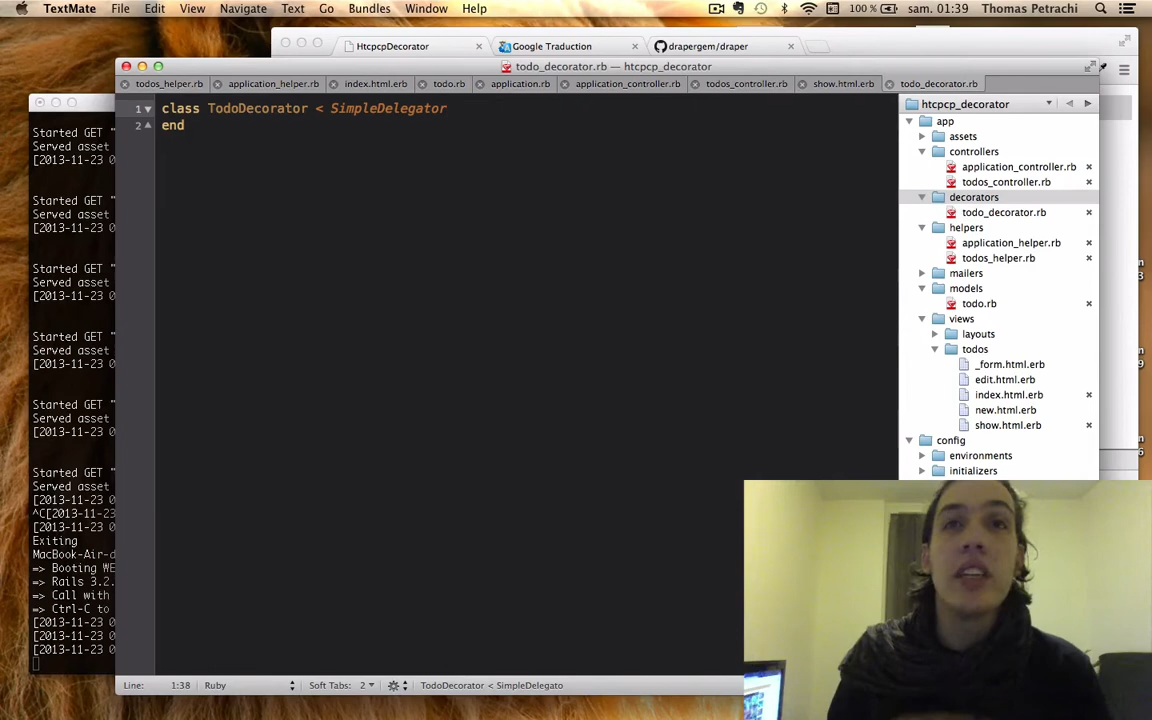 TextMate File Edit View Navigate Text Go Bundles Window Help 100 % sam. 01:39 Thomas Petrachi
HtcpcpDecorator Google Traduction drapergem/draper
todo_decorator.rb — htcpcp_decorator
todos_helper.rb application_helper.rb index.html.erb todo.rb application.rb application_controller.rb todos_controller.rb show.html.erb todo_decorator.rb
1 class TodoDecorator < SimpleDelegator
2 end
htcpcp_decorator
app
assets
controllers
application_controller.rb
todos_controller.rb
decorators
todo_decorator.rb
helpers
application_helper.rb
todos_helper.rb
mailers
models
todo.rb
views
layouts
todos
_form.html.erb
edit.html.erb
index.html.erb
new.html.erb
show.html.erb
config
environments
initializers
Started GET "
Served asset
[2013-11-23 0
Started GET "
Served asset
[2013-11-23 0
Started GET "
Served asset
[2013-11-23 0
Started GET "
Served asset
[2013-11-23 0
Started GET "
Served asset
[2013-11-23 0
Started GET "
Served asset
[2013-11-23 0
^C[2013-11-23
[2013-11-23 0
Exiting
MacBook-Air-d
=> Booting WE
=> Rails 3.2.
=> Call with
=> Ctrl-C to
[2013-11-23 0
[2013-11-23 0
[2013-11-23 0
Line: 1:38 Ruby Soft Tabs: 2 TodoDecorator < SimpleDelegato